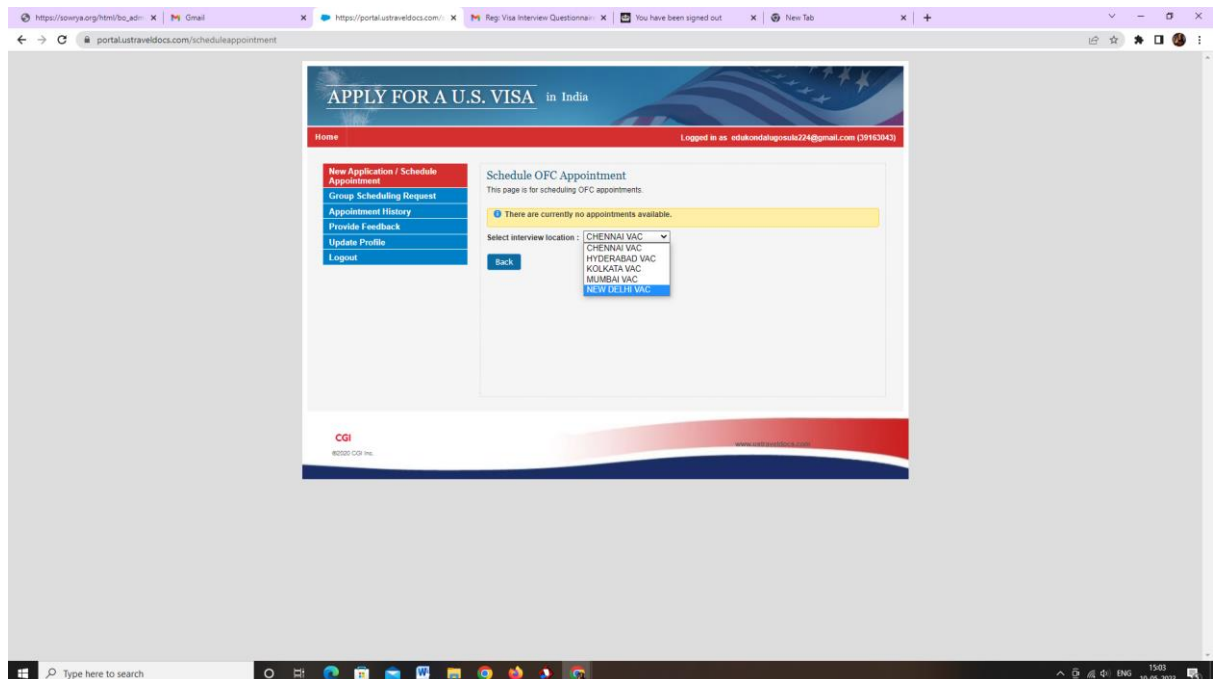 https://sowrya.org/html/bo_adm
Gmail
https://portal.ustraveldocs.com/
Reg: Visa Interview Questionnair
You have been signed out
New Tab
portal.ustraveldocs.com/scheduleappointment
APPLY FOR A U.S. VISA in India
Home
Logged in as edukondalugosula224@gmail.com (39163043)
New Application / Schedule
Appointment
Group Scheduling Request
Appointment History
Provide Feedback
Update Profile
Logout
Schedule OFC Appointment
This page is for scheduling OFC appointments.
There are currently no appointments available.
Select interview location : CHENNAI VAC
CHENNAI VAC
HYDERABAD VAC
KOLKATA VAC
MUMBAI VAC
NEW DELHI VAC
Back
CGI
©2020 CGI Inc.
www.ustraveldocs.com
Type here to search
ENG
15:03